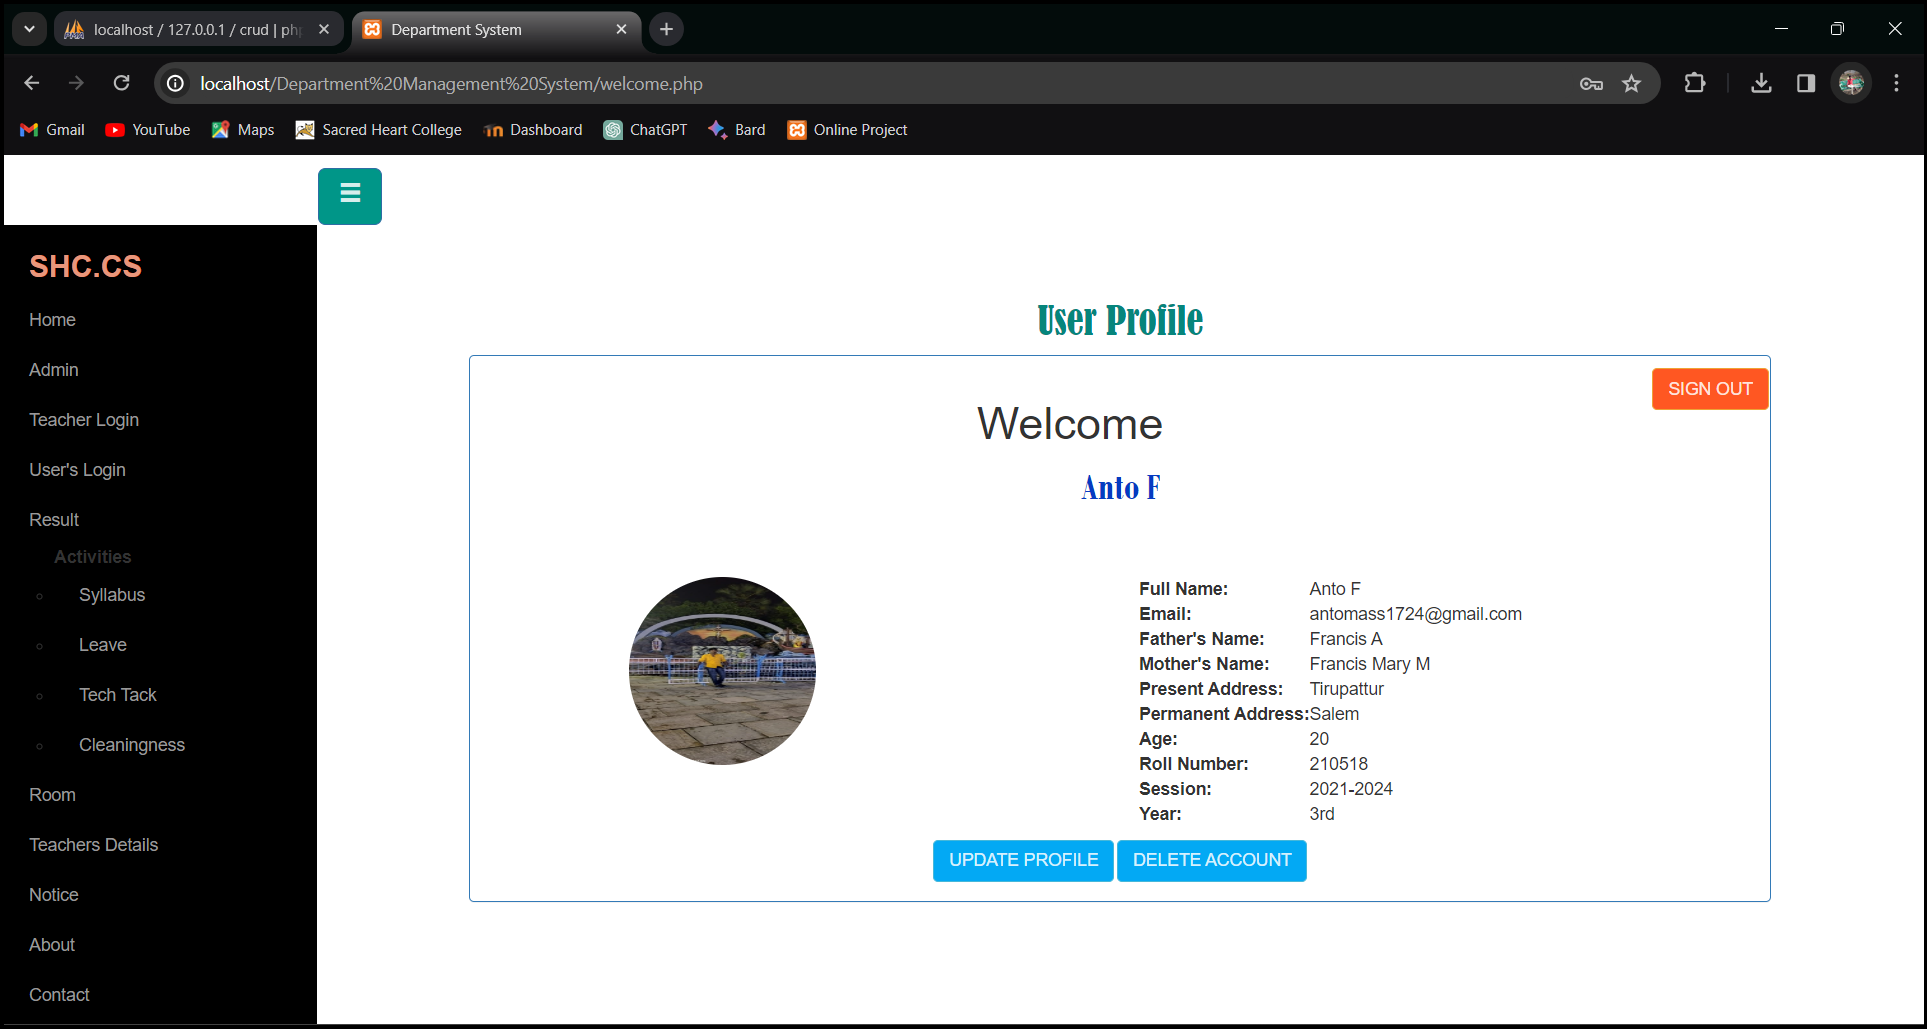 localhost / 127.0.0.1 / crud | php
Department System
localhost/Department%20Management%20System/welcome.php
Gmail YouTube Maps Sacred Heart College Dashboard ChatGPT Bard Online Project
SHC.CS
Home
Admin
Teacher Login
User's Login
Result
Activities
Syllabus
Leave
Tech Tack
Cleaningness
Room
Teachers Details
Notice
About
Contact
User Profile
SIGN OUT
Welcome
Anto F
Full Name: Anto F
Email: antomass1724@gmail.com
Father's Name: Francis A
Mother's Name: Francis Mary M
Present Address: Tirupattur
Permanent Address:Salem
Age: 20
Roll Number: 210518
Session: 2021-2024
Year: 3rd
UPDATE PROFILE DELETE ACCOUNT